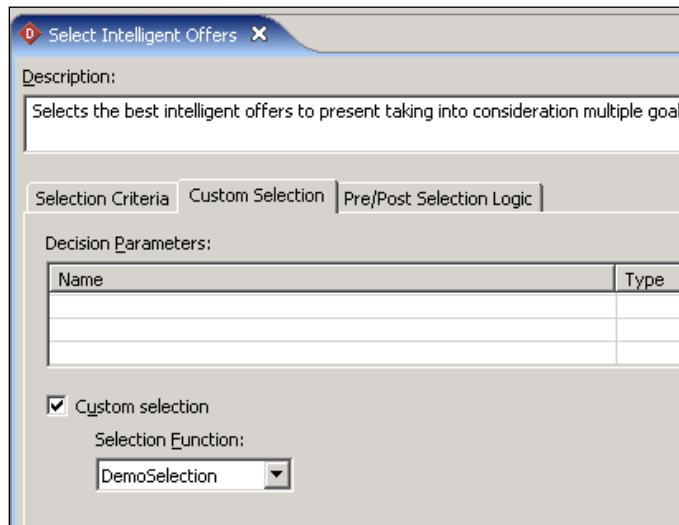 D Select Intelligent Offers
Description:
Selects the best intelligent offers to present taking into consideration multiple goal
Selection Criteria Custom Selection Pre/Post Selection Logic
Decision Parameters:
Name Type
Custom selection
Selection Function:
DemoSelection